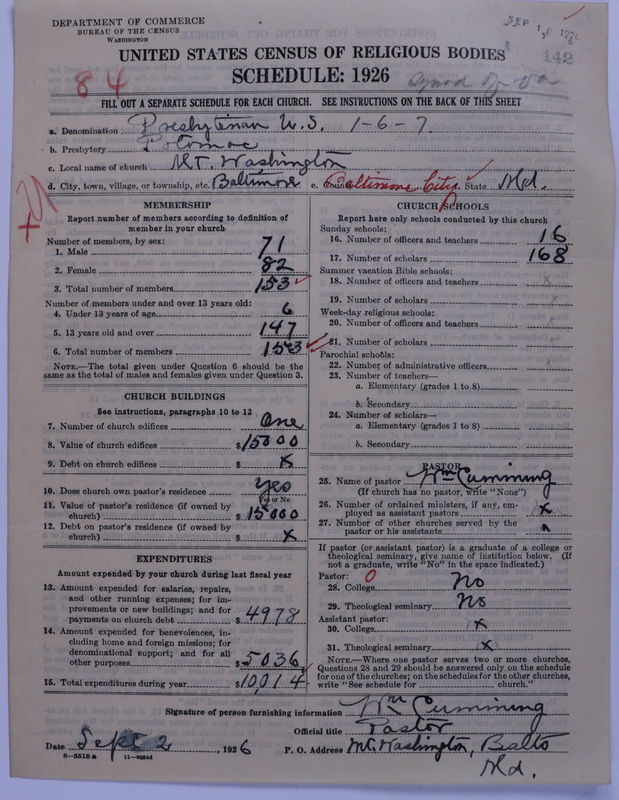 DEPARTMENT OF COMMERCE
BUREAU OF THE CENSUS
WASHINGTON
SEP
142
UNITED STATES CENSUS OF RELIGIOUS BODIES
SCHEDULE: 1926
84
Synod of Va
FILL OUT A SEPARATE SCHEDULE FOR EACH CHURCH. SEE INSTRUCTIONS ON THE BACK OF THIS SHEET
a. Denomination Presbyterian U.S. 1-6-7.
b. Presbytery Potomac
c. Local name of church Mt. Washington
d. City, town, village, or township, etc. Baltimore e. County Baltimore City. State Md.
MEMBERSHIP
Report number of members according to definition of
member in your church
Number of members, by sex:
1. Male 71
2. Female 82
3. Total number of members 153
Number of members under and over 13 years old:
4. Under 13 years of age 6
5. 13 years old and over 147
6. Total number of members 153
NOTE.—The total given under Question 6 should be the
same as the total of males and females given under Question 3.
CHURCH BUILDINGS
See instructions, paragraphs 10 to 12
7. Number of church edifices One
8. Value of church edifices $15000
9. Debt on church edifices $ x
10. Does church own pastor's residence Yes
Yes or No
11. Value of pastor's residence (if owned by
church) $15000
12. Debt on pastor's residence (if owned by
church) $ x
EXPENDITURES
Amount expended by your church during last fiscal year
13. Amount expended for salaries, repairs,
and other running expenses; for im-
provements or new buildings; and for
payments on church debt $4978
14. Amount expended for benevolences, in-
cluding home and foreign missions; for
denominational support; and for all
other purposes $5036
15. Total expenditures during year $10,014
CHURCH SCHOOLS
Report here only schools conducted by this church
Sunday schools:
16. Number of officers and teachers 16
17. Number of scholars 168
Summer vacation Bible schools:
18. Number of officers and teachers x
19. Number of scholars x
Week-day religious schools:
20. Number of officers and teachers
21. Number of scholars
Parochial schools:
22. Number of administrative officers
23. Number of teachers—
a. Elementary (grades 1 to 8)
b. Secondary
24. Number of scholars—
a. Elementary (grades 1 to 8)
b. Secondary
PASTOR
25. Name of pastor Wm Cumming
(If church has no pastor, write "None")
26. Number of ordained ministers, if any, em-
ployed as assistant pastors x
27. Number of other churches served by the
pastor or his assistants x
If pastor (or assistant pastor) is a graduate of a college or
theological seminary, give name of institution below. (If
not a graduate, write "No" in the space indicated.)
Pastor: 0
28. College No
29. Theological seminary No
Assistant pastor:
30. College x
31. Theological seminary x
NOTE.—Where one pastor serves two or more churches,
Questions 28 and 29 should be answered only on the schedule
for one of the churches; on the schedules for the other churches,
write "See schedule for church."
Signature of person furnishing information Wm Cumming
Official title Pastor
Date Sept 2, 1926 P. O. Address Mt. Washington, Balto
Md.
8—5518 a 11—9664d